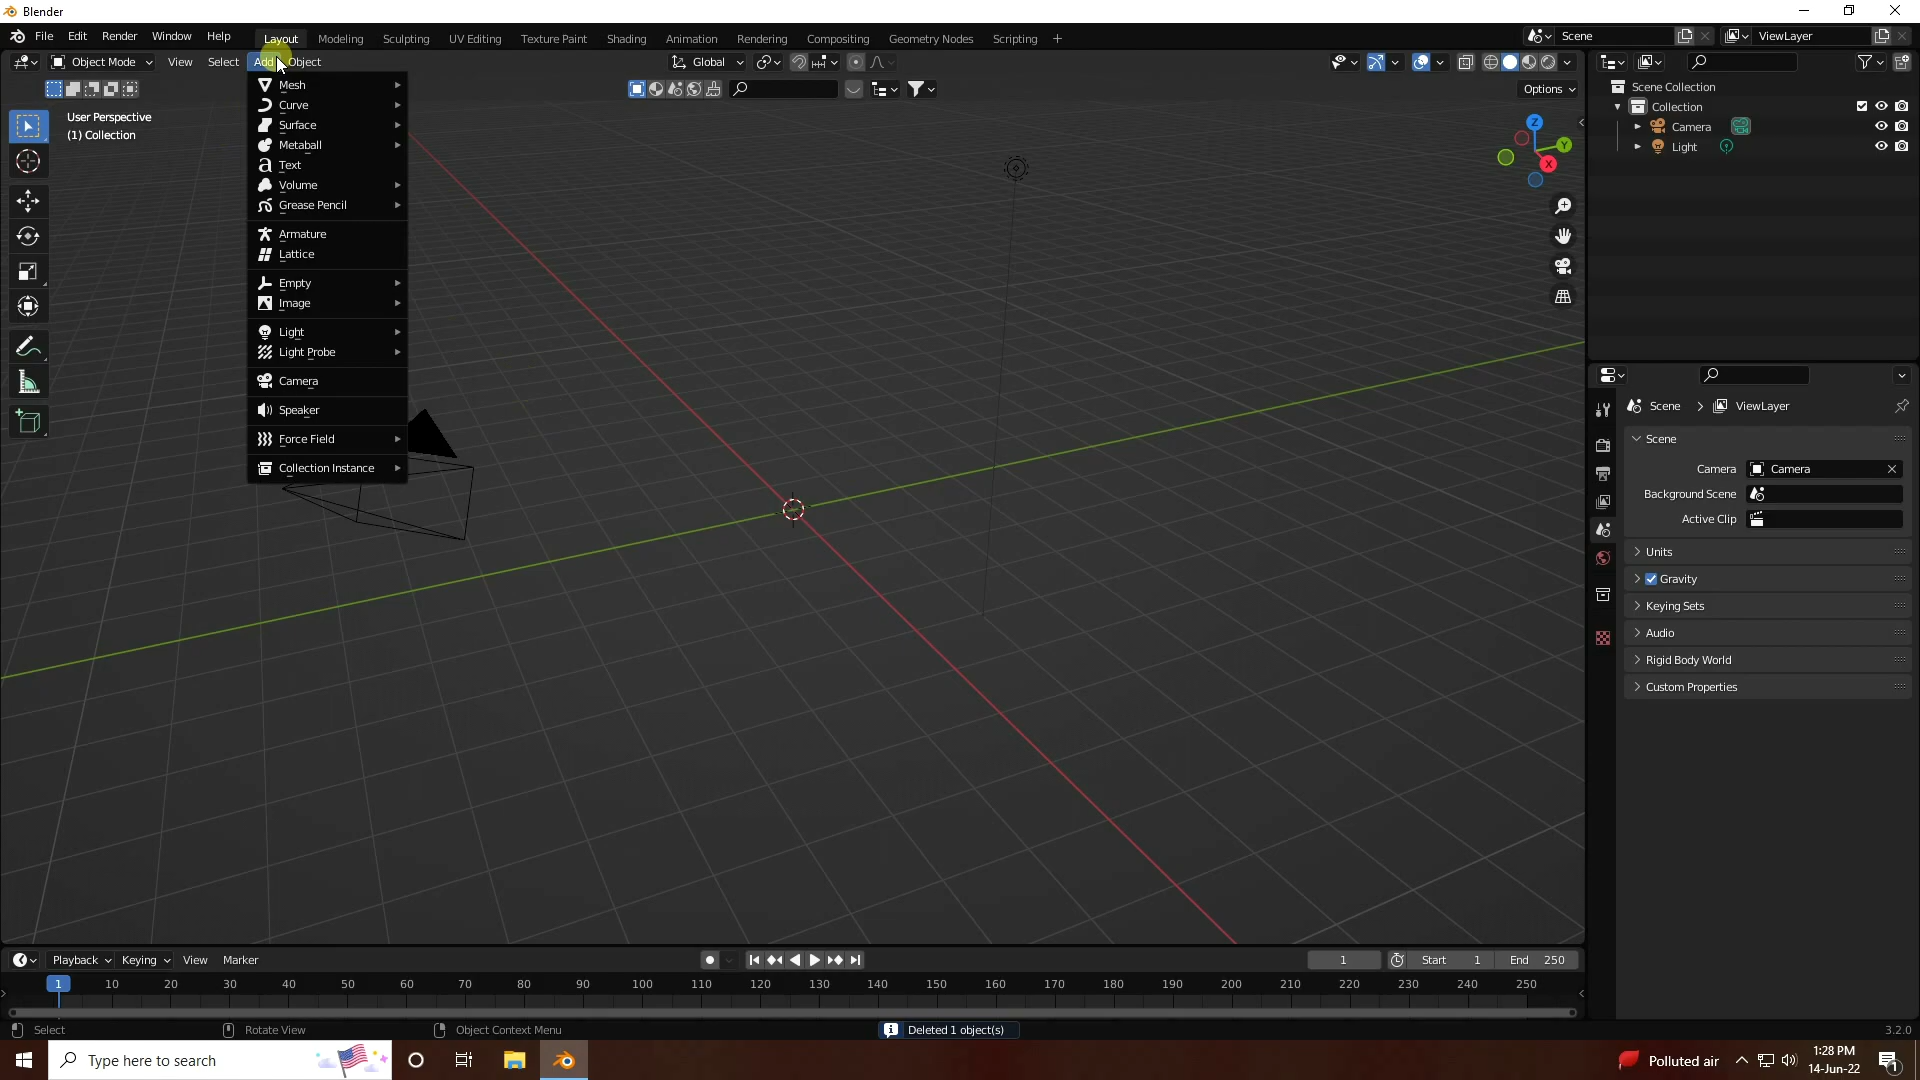 Blender
File Edit Render Window Help Layout Modeling Sculpting UV Editing Texture Paint Shading Animation Rendering Compositing Geometry Nodes Scripting + Scene ViewLayer
Object Mode View Select Add Object Global
Options
User Perspective
(1) Collection
Mesh
Curve
Surface
Metaball
Text
Volume
Grease Pencil
Armature
Lattice
Empty
Image
Light
Light Probe
Camera
Speaker
Force Field
Collection Instance
Z
Y
X
Scene Collection
Collection
Camera
Light
Scene ViewLayer
Scene
Camera Camera
Background Scene
Active Clip
Units
Gravity
Keying Sets
Audio
Rigid Body World
Custom Properties
Playback Keying View Marker 1 Start 1 End 250
1 10 20 30 40 50 60 70 80 90 100 110 120 130 140 150 160 170 180 190 200 210 220 230 240 250
Select Rotate View Object Context Menu Deleted 1 object(s) 3.2.0
Type here to search Polluted air 1:28 PM
14-Jun-22
1